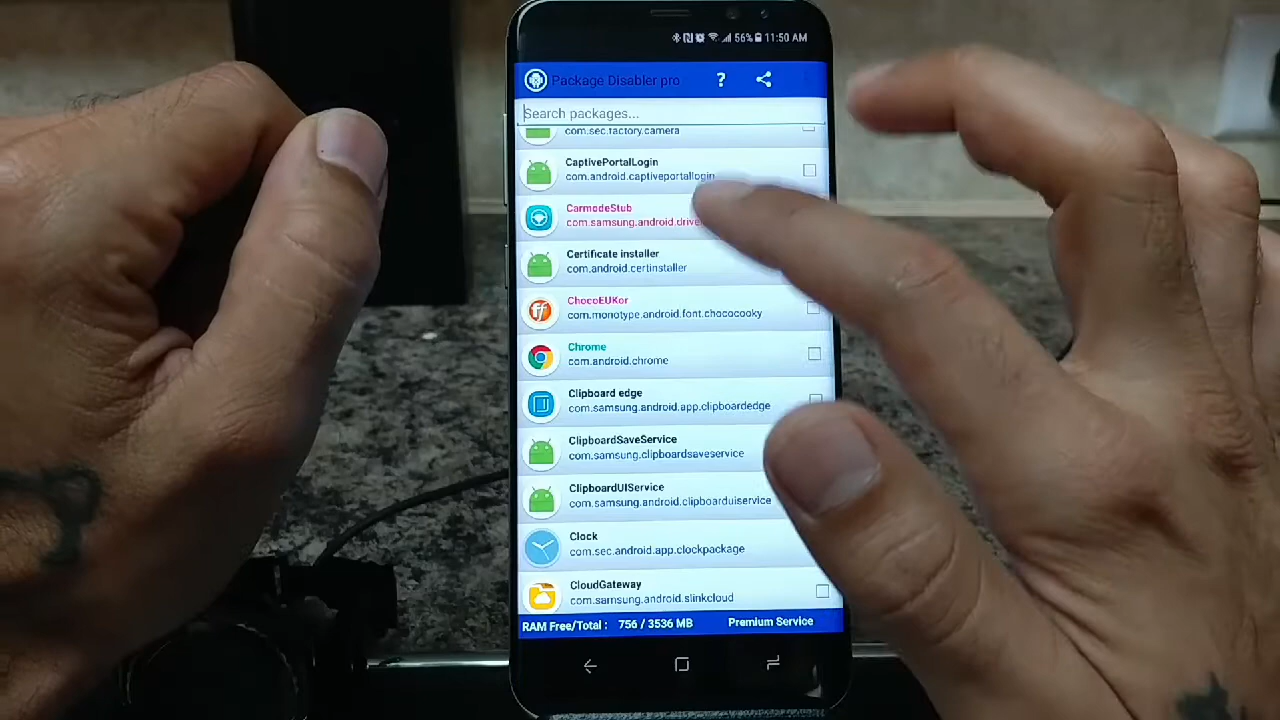 56% 11:50 AM
Package Disabler pro ?
Search packages...
com.sec.factory.camera
CaptivePortalLogin
com.android.captiveportallogin
CarmodeStub
com.samsung.android.drive
Certificate installer
com.android.certinstaller
ChocoEUKor
com.monotype.android.font.chococooky
Chrome
com.android.chrome
Clipboard edge
com.samsung.android.app.clipboardedge
ClipboardSaveService
com.samsung.clipboardsaveservice
ClipboardUIService
com.samsung.android.clipboarduiservice
Clock
com.sec.android.app.clockpackage
CloudGateway
com.samsung.android.slinkcloud
RAM Free/Total : 756 / 3536 MB Premium Service